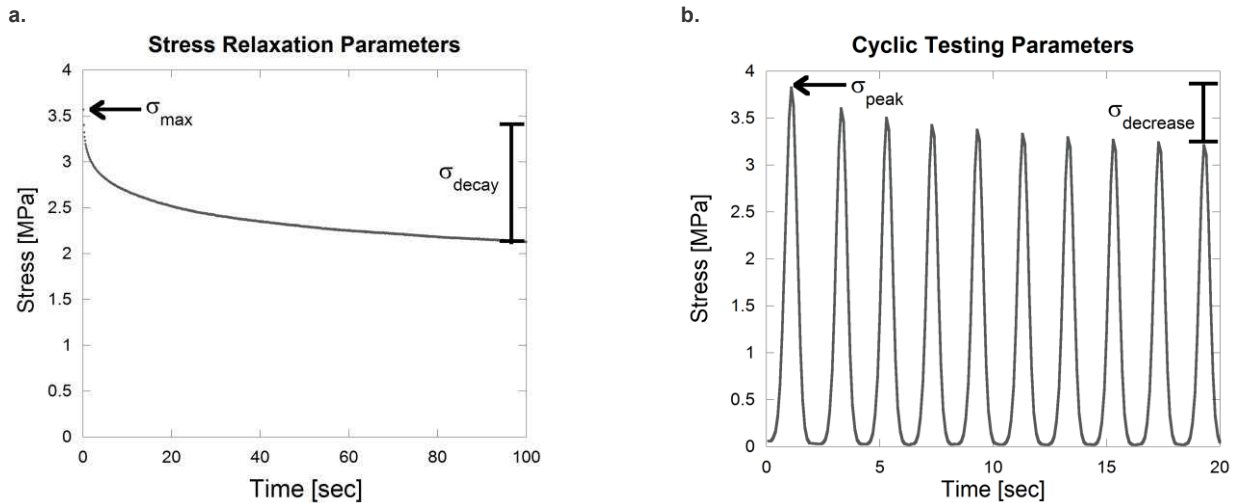 a.
Stress Relaxation Parameters
4
3.5
3
2.5
2
1.5
1
0.5
0
σmax
σdecay
Stress [MPa]
0 20 40 60 80 100
Time [sec]
b.
Cyclic Testing Parameters
4
3.5
3
2.5
2
1.5
1
0.5
0
σpeak
σdecrease
Stress [MPa]
0 5 10 15 20
Time [sec]